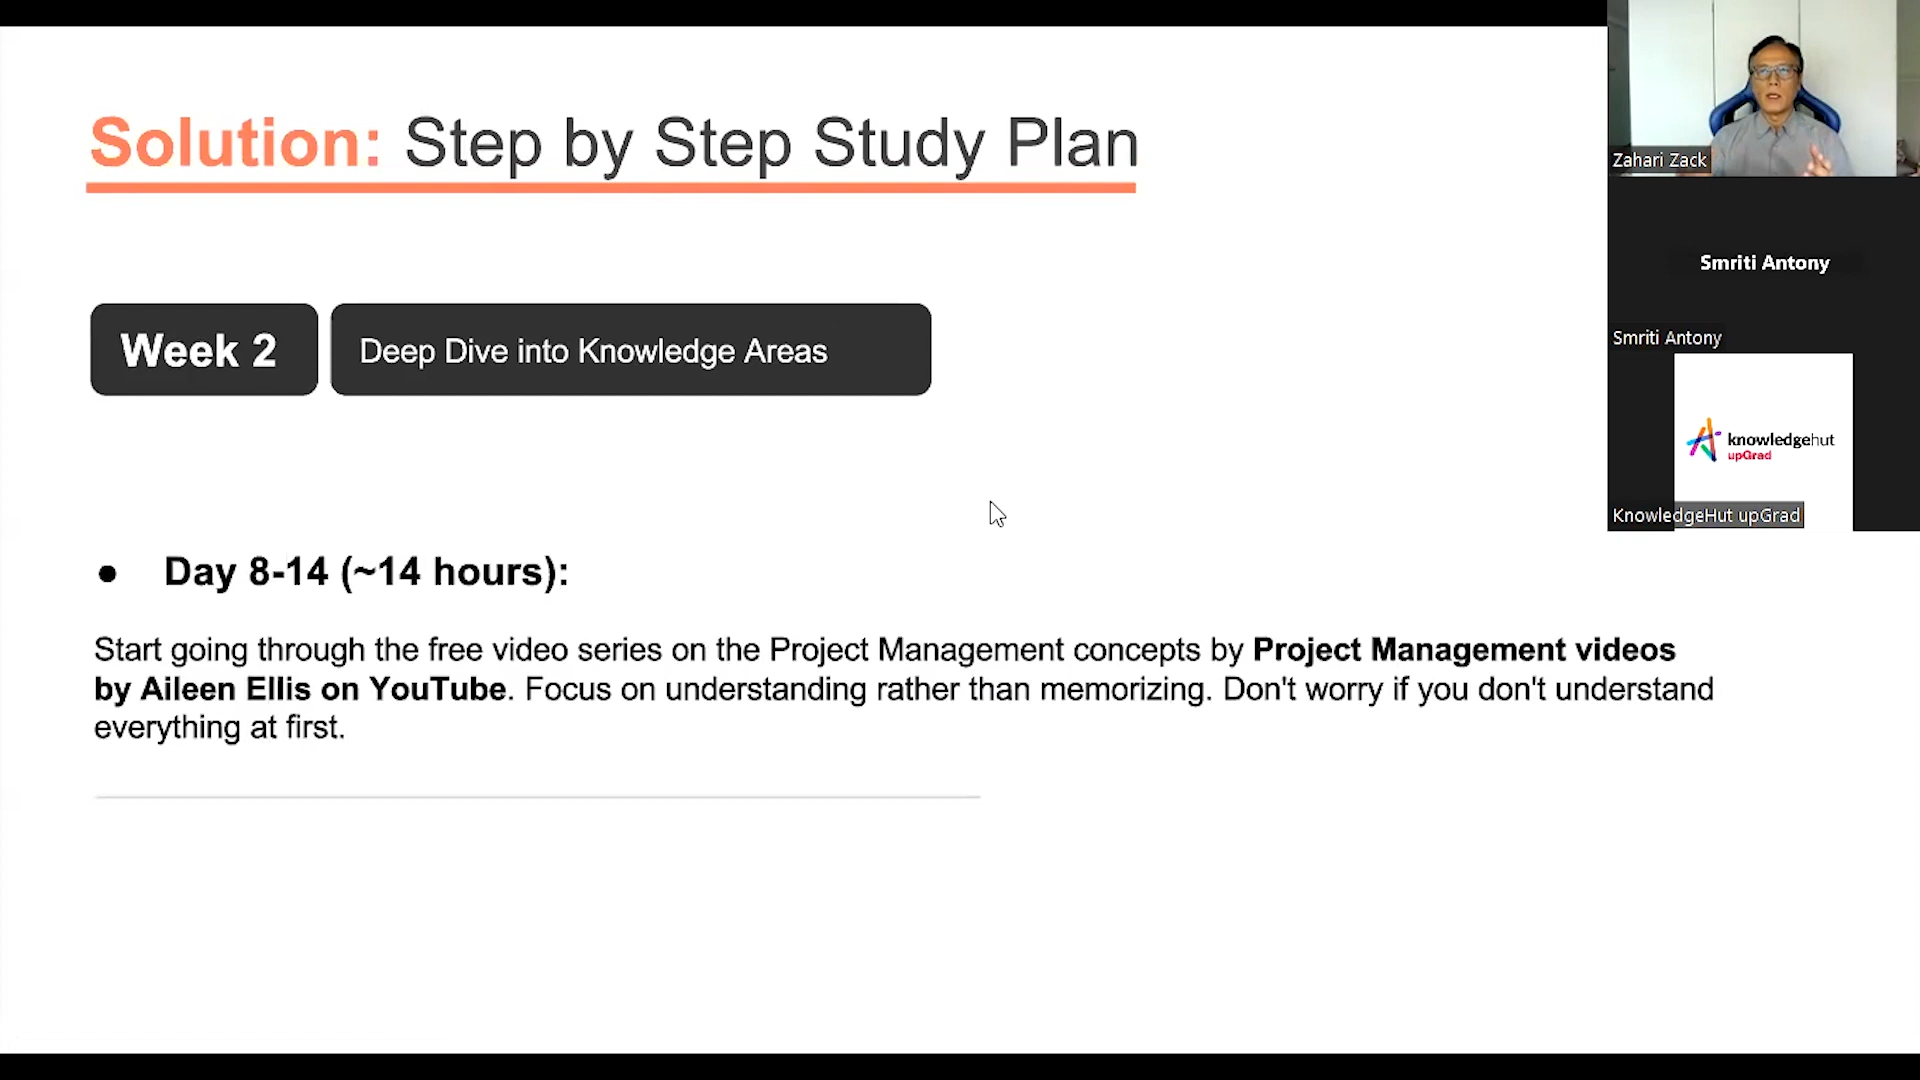 Solution: Step by Step Study Plan
Week 2
Deep Dive into Knowledge Areas
● Day 8-14 (~14 hours):
Start going through the free video series on the Project Management concepts by Project Management videos
by Aileen Ellis on YouTube. Focus on understanding rather than memorizing. Don't worry if you don't understand
everything at first.
Zahari Zack
Smriti Antony
Smriti Antony
knowledgehut
upGrad
KnowledgeHut upGrad